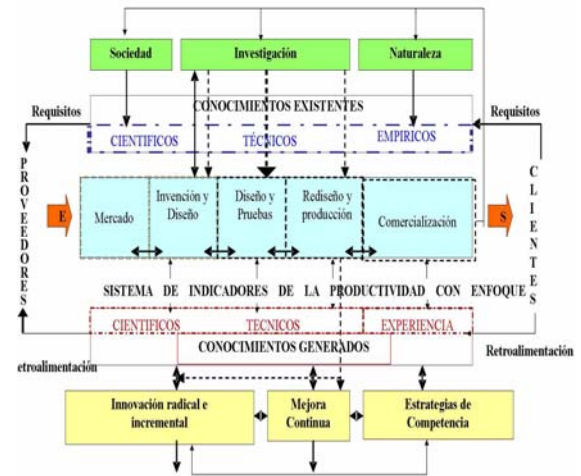 Sociedad
Investigación
Naturaleza
Requisitos
CONOCIMIENTOS EXISTENTES
Requisitos
CIENTIFICOS TÉCNICOS EMPIRICOS
PROVEEDORES
CLIENTES
E
Mercado
Invención y
Diseño
Diseño y
Pruebas
Rediseño y
producción
Comercialización
S
SISTEMA DE INDICADORES DE LA PRODUCTIVIDAD CON ENFOQUE
CIENTIFICOS TECNICOS EXPERIENCIA
CONOCIMIENTOS GENERADOS
Retroalimentación
etroalimentación
Innovación radical e
incremental
Mejora
Continua
Estrategias de
Competencia